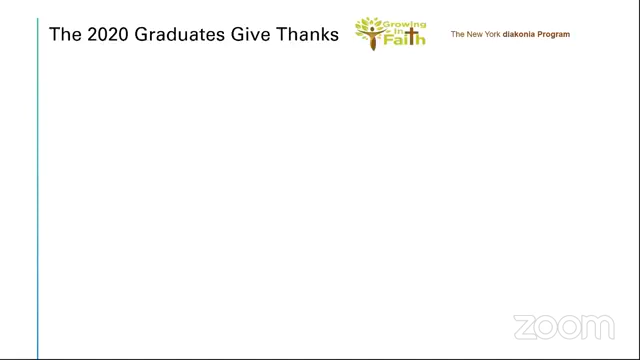 The 2020 Graduates Give Thanks
Growing
in
Faith
The New York diakonia Program
zoom